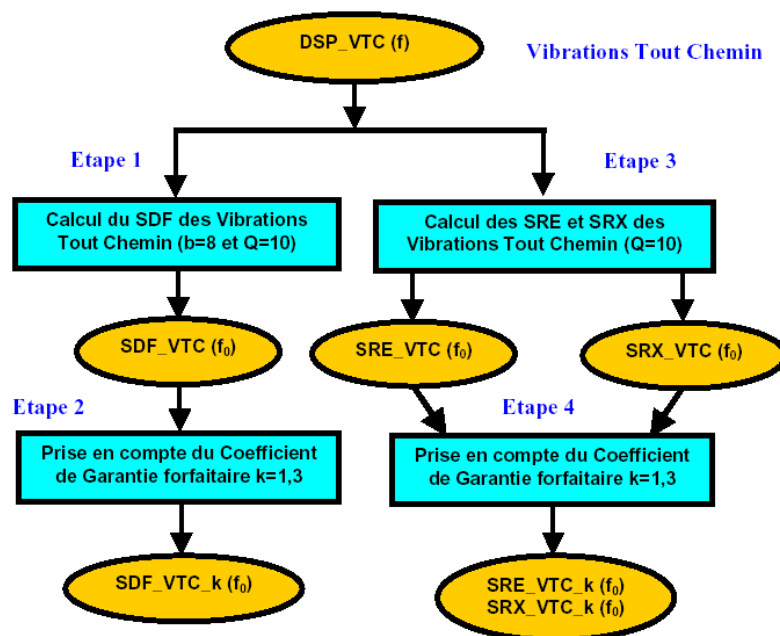 DSP_VTC (f)
Vibrations Tout Chemin
Etape 1
Etape 3
Calcul du SDF des Vibrations
Tout Chemin (b=8 et Q=10)
Calcul des SRE et SRX des
Vibrations Tout Chemin (Q=10)
SDF_VTC (f₀)
SRE_VTC (f₀)
SRX_VTC (f₀)
Etape 2
Etape 4
Prise en compte du Coefficient
de Garantie forfaitaire k=1,3
Prise en compte du Coefficient
de Garantie forfaitaire k=1,3
SDF_VTC_k (f₀)
SRE_VTC_k (f₀)
SRX_VTC_k (f₀)